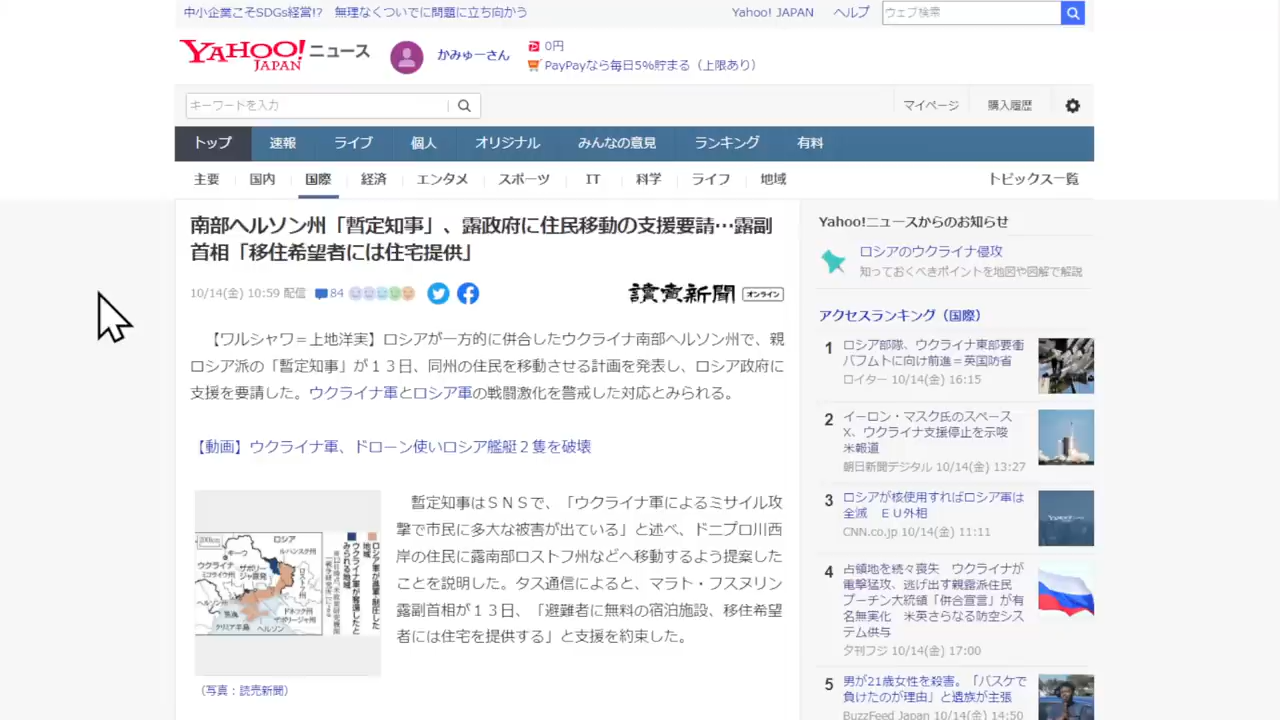 中小企業こそSDGs経営!? 無理なくついでに問題に立ち向かう
Yahoo! JAPAN ヘルプ ウェブ検索
YAHOO! JAPAN ニュース
かみゅーさん
0円
PayPayなら毎日5%貯まる（上限あり）
キーワードを入力
マイページ 購入履歴
トップ 速報 ライブ 個人 オリジナル みんなの意見 ランキング 有料
主要 国内 国際 経済 エンタメ スポーツ IT 科学 ライフ 地域 トピックス一覧
南部ヘルソン州「暫定知事」、露政府に住民移動の支援要請…露副
首相「移住希望者には住宅提供」
10/14(金) 10:59 配信 84
讀賣新聞 オンライン
【ワルシャワ＝上地洋実】ロシアが一方的に併合したウクライナ南部ヘルソン州で、親
ロシア派の「暫定知事」が１３日、同州の住民を移動させる計画を発表し、ロシア政府に
支援を要請した。ウクライナ軍とロシア軍の戦闘激化を警戒した対応とみられる。
【動画】ウクライナ軍、ドローン使いロシア艦艇２隻を破壊
暫定知事はＳＮＳで、「ウクライナ軍によるミサイル攻
撃で市民に多大な被害が出ている」と述べ、ドニプロ川西
岸の住民に露南部ロストフ州などへ移動するよう提案した
ことを説明した。タス通信によると、マラト・フスヌリン
露副首相が１３日、「避難者に無料の宿泊施設、移住希望
者には住宅を提供する」と支援を約束した。
200km
ロシア
キーウ
ルハンスク州
ウクライナ
ドネツク州
ザポリージャ州
クリミア半島
ヘルソン
（写真：読売新聞）
Yahoo!ニュースからのお知らせ
ロシアのウクライナ侵攻
知っておくべきポイントを地図や図解で解説
アクセスランキング（国際）
1
ロシア部隊、ウクライナ東部要衝
バフムトに向け前進＝英国防省
ロイター 10/14(金) 16:15
2
イーロン・マスク氏のスペース
X、ウクライナ支援停止を示唆
米報道
朝日新聞デジタル 10/14(金) 13:27
3
ロシアが核使用すればロシア軍は
全滅 ＥＵ外相
CNN.co.jp 10/14(金) 11:11
4
占領地を続々喪失 ウクライナが
電撃猛攻、逃げ出す親露派住民
プーチン大統領「併合宣言」が有
名無実化 米英さらなる防空シス
テム供与
夕刊フジ 10/14(金) 17:00
5
男が21歳女性を殺害。「バスケで
負けたのが理由」と遺族が主張
BuzzFeed Japan 10/14(金) 14:50